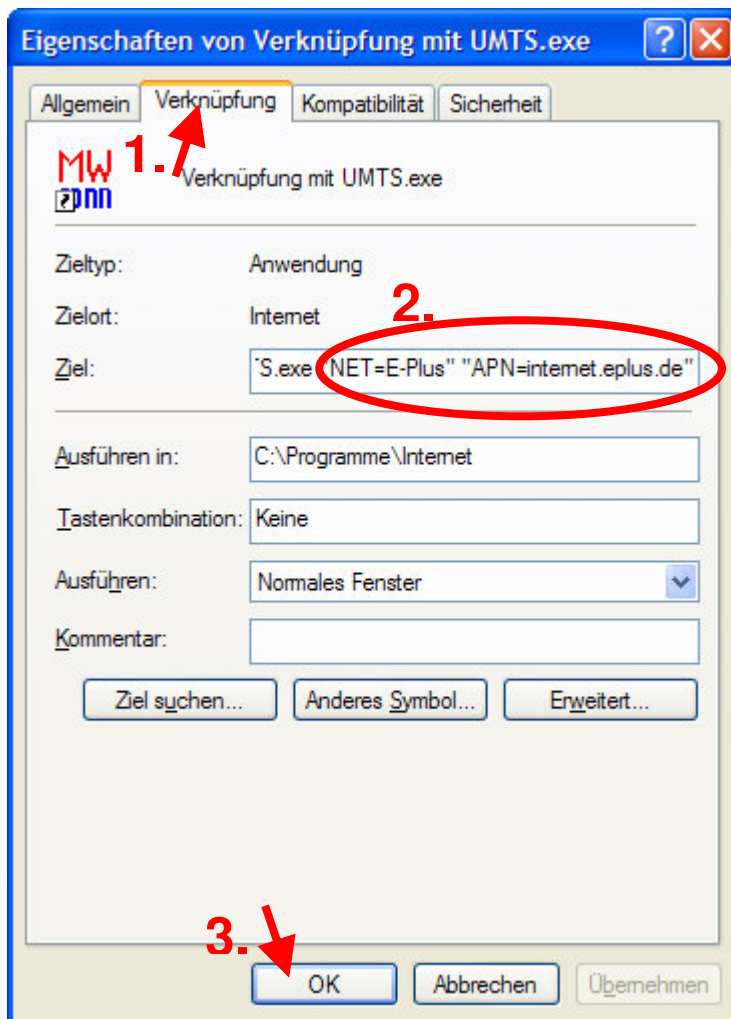 Eigenschaften von Verknüpfung mit UMTS.exe
Allgemein Verknüpfung Kompatibilität Sicherheit
1.
MW
Verknüpfung mit UMTS.exe
Zieltyp: Anwendung
2.
Zielort: Internet
Ziel: S.exe "NET=E-Plus" "APN=internet.eplus.de"
Ausführen in: C:\Programme\Internet
Tastenkombination: Keine
Ausführen: Normales Fenster
Kommentar:
Ziel suchen... Anderes Symbol... Erweitert...
3.
OK Abbrechen Übernehmen